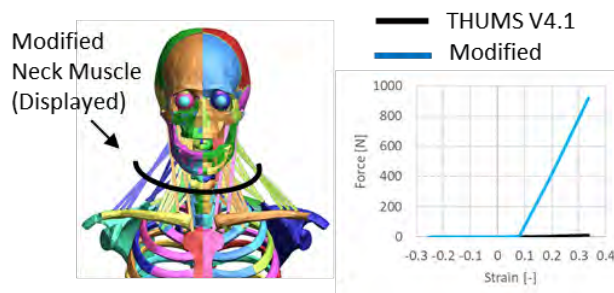 Modified
Neck Muscle
(Displayed)
THUMS V4.1
Modified
1000
800
600
400
200
0
Force [N]
-0.3 -0.2 -0.1 0 0.1 0.2 0.3 0.4
Strain [-]